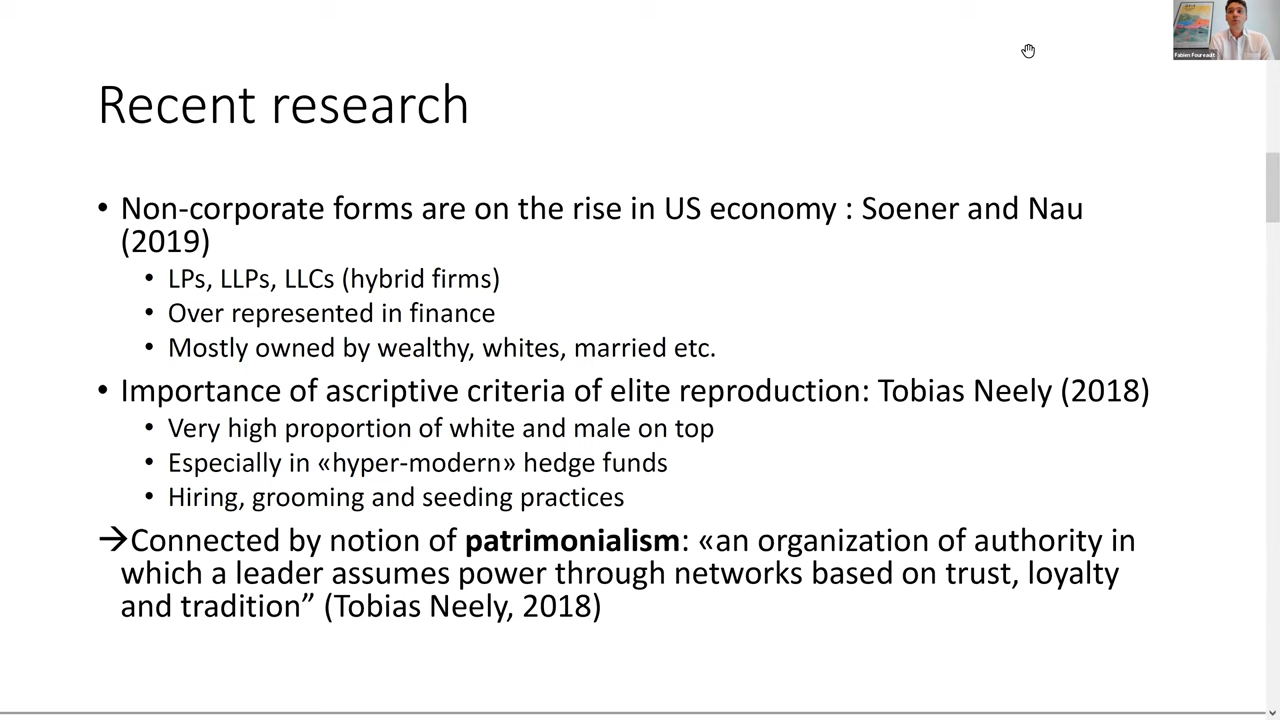 Fabien Foureault
Recent research
• Non-corporate forms are on the rise in US economy : Soener and Nau
(2019)
• LPs, LLPs, LLCs (hybrid firms)
• Over represented in finance
• Mostly owned by wealthy, whites, married etc.
• Importance of ascriptive criteria of elite reproduction: Tobias Neely (2018)
• Very high proportion of white and male on top
• Especially in «hyper-modern» hedge funds
• Hiring, grooming and seeding practices
→Connected by notion of patrimonialism: «an organization of authority in
which a leader assumes power through networks based on trust, loyalty
and tradition” (Tobias Neely, 2018)